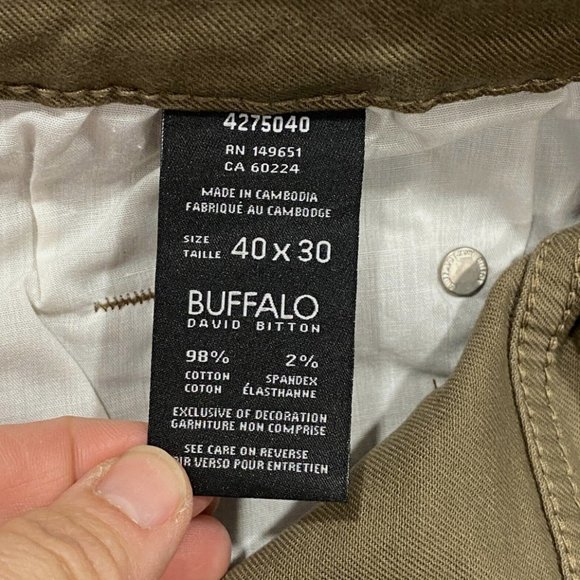 4275040
RN 149651
CA 60224
MADE IN CAMBODIA
FABRIQUÉ AU CAMBODGE
SIZE
TAILLE 40 x 30
BUFFALO
DAVID BITTON
98% 2%
COTTON SPANDEX
COTON ÉLASTHANNE
EXCLUSIVE OF DECORATION
GARNITURE NON COMPRISE
SEE CARE ON REVERSE
VERSO POUR ENTRETIEN